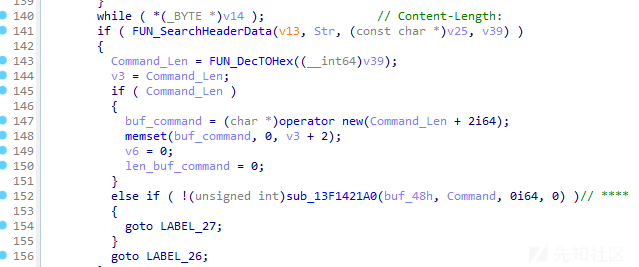 139 }
140 while ( *(_BYTE *)v14 ); // Content-Length:
141 if ( FUN_SearchHeaderData(v13, Str, (const char *)v25, v39) )
142 {
143 Command_Len = FUN_DecTOHex((__int64)v39);
144 v3 = Command_Len;
145 if ( Command_Len )
146 {
147 buf_command = (char *)operator new(Command_Len + 2i64);
148 memset(buf_command, 0, v3 + 2);
149 v6 = 0;
150 len_buf_command = 0;
151 }
152 else if ( !(unsigned int)sub_13F1421A0(buf_48h, Command, 0i64, 0) )// ****
153 {
154 goto LABEL_27;
155 }
156 goto LABEL_26;
先知社区